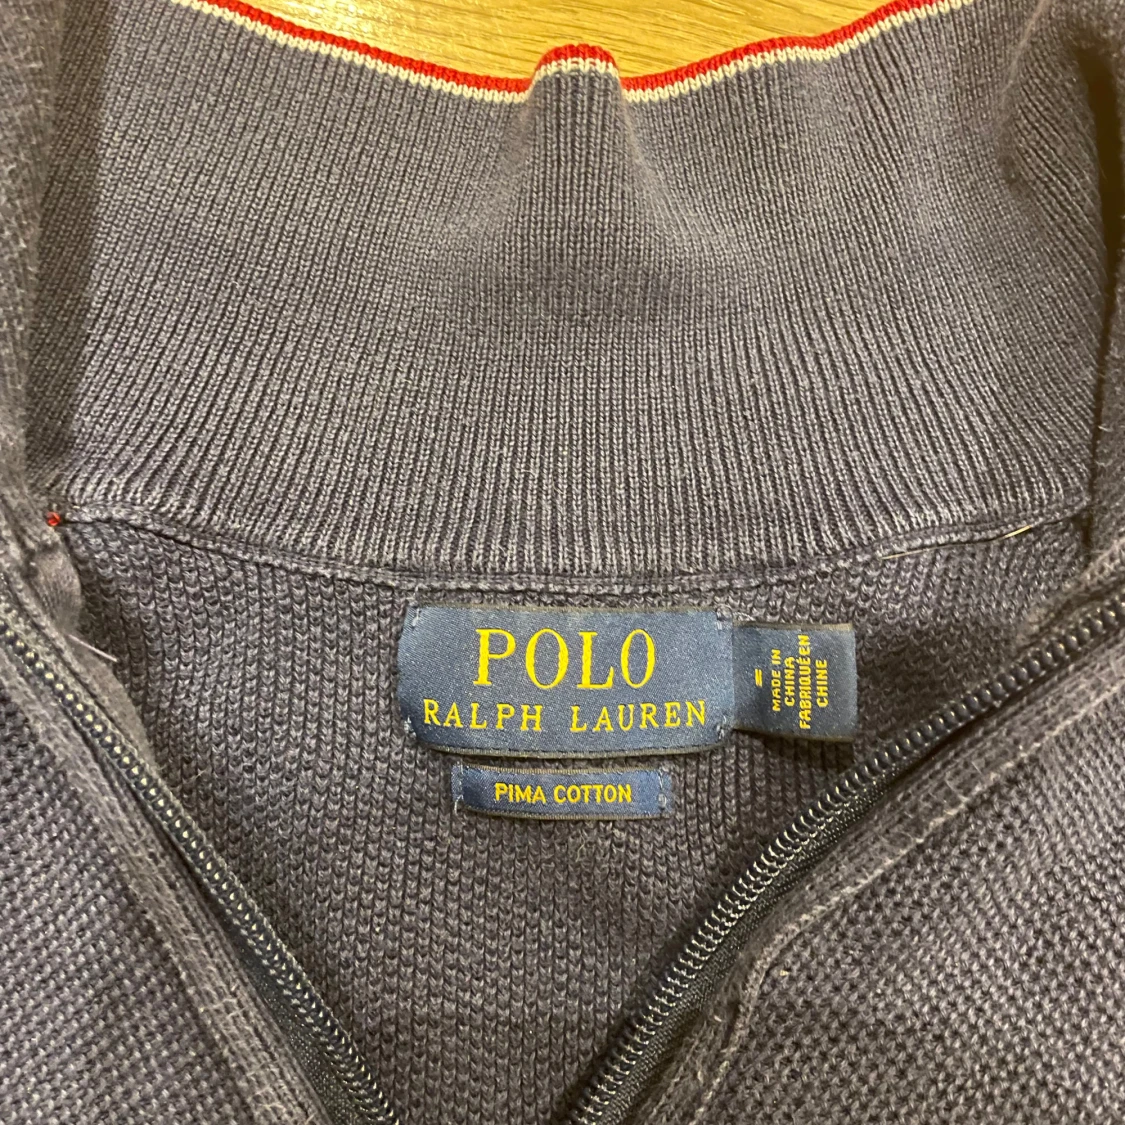 POLO
RALPH LAUREN
PIMA COTTON
MADE IN
CHINA
FABRIQUÉ EN
CHINE